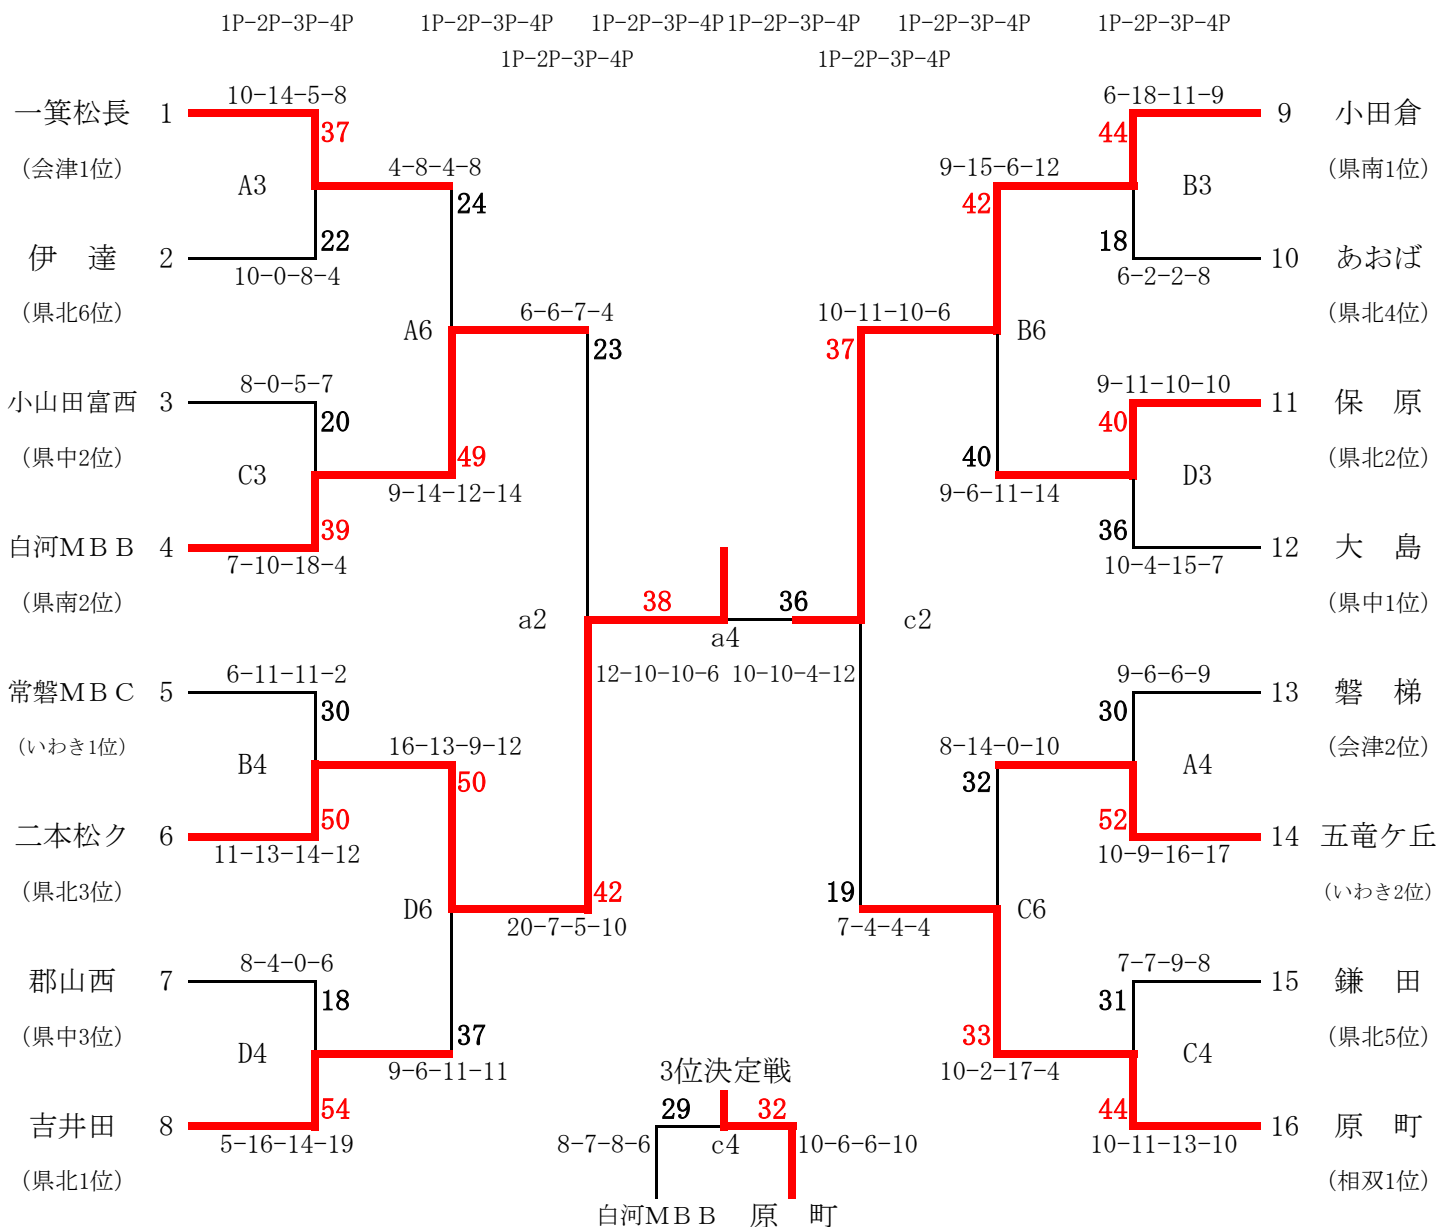 1P-2P-3P-4P 1P-2P-3P-4P 1P-2P-3P-4P 1P-2P-3P-4P 1P-2P-3P-4P 1P-2P-3P-4P
1P-2P-3P-4P 1P-2P-3P-4P
10-14-5-8 6-18-11-9
一箕松長 1 37 44 9 小田倉
(会津1位) 4-8-4-8 9-15-6-12 (県南1位)
A3 B3
24 42
伊 達 2 22 18 10 あおば
10-0-8-4 6-2-2-8
(県北6位) 6-6-7-4 10-11-10-6 (県北4位)
A6 B6
23 37
8-0-5-7 9-11-10-10
小山田富西 3 20 40 11 保 原
(県中2位) 49 40 (県北2位)
C3 D3
9-14-12-14 9-6-11-14
白河MBB 4 39 36 12 大 島
7-10-18-4 10-4-15-7
(県南2位) 38 36 (県中1位)
a2 a4 c2
6-11-11-2 12-10-10-6 10-10-4-12 9-6-6-9
常磐MBC 5 30 30 13 磐 梯
(いわき1位) 16-13-9-12 8-14-0-10 (会津2位)
B4 A4
50 32
二本松ク 6 50 52 14 五竜ケ丘
11-13-14-12 10-9-16-17
(県北3位) 42 19 (いわき2位)
D6 C6
20-7-5-10 7-4-4-4
8-4-0-6 7-7-9-8
郡山西 7 18 31 15 鎌 田
(県中3位) 37 33 (県北5位)
D4 C4
9-6-11-11 3位決定戦 10-2-17-4
吉井田 8 54 29 32 44 16 原 町
5-16-14-19 8-7-8-6 c4 10-6-6-10 10-11-13-10
(県北1位) (相双1位)
白河MBB 原 町